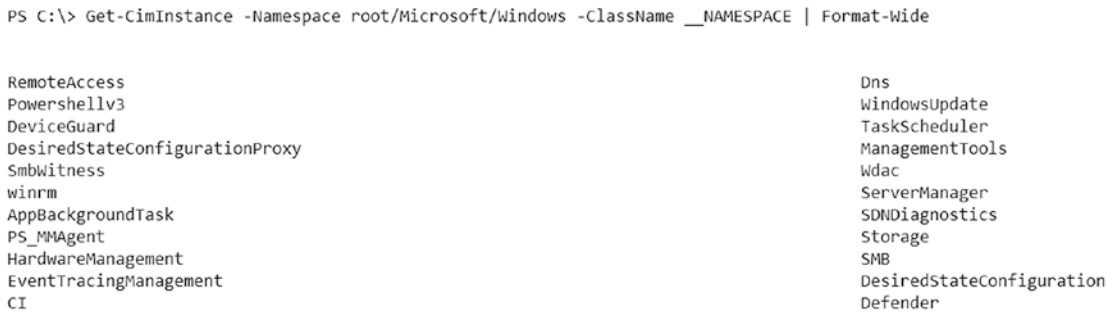 PS C:\> Get-CimInstance -Namespace root/Microsoft/Windows -ClassName __NAMESPACE | Format-Wide
RemoteAccess Dns
Powershellv3 WindowsUpdate
DeviceGuard TaskScheduler
DesiredStateConfigurationProxy ManagementTools
SmbWitness Wdac
winrm ServerManager
AppBackgroundTask SDNDiagnostics
PS_MMAgent Storage
HardwareManagement SMB
EventTracingManagement DesiredStateConfiguration
CI Defender